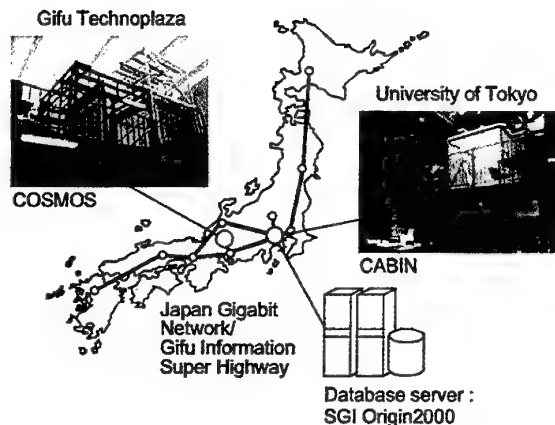 Gifu Technoplaza
University of Tokyo
COSMOS
CABIN
Japan Gigabit
Network/
Gifu Information
Super Highway
Database server :
SGI Origin2000